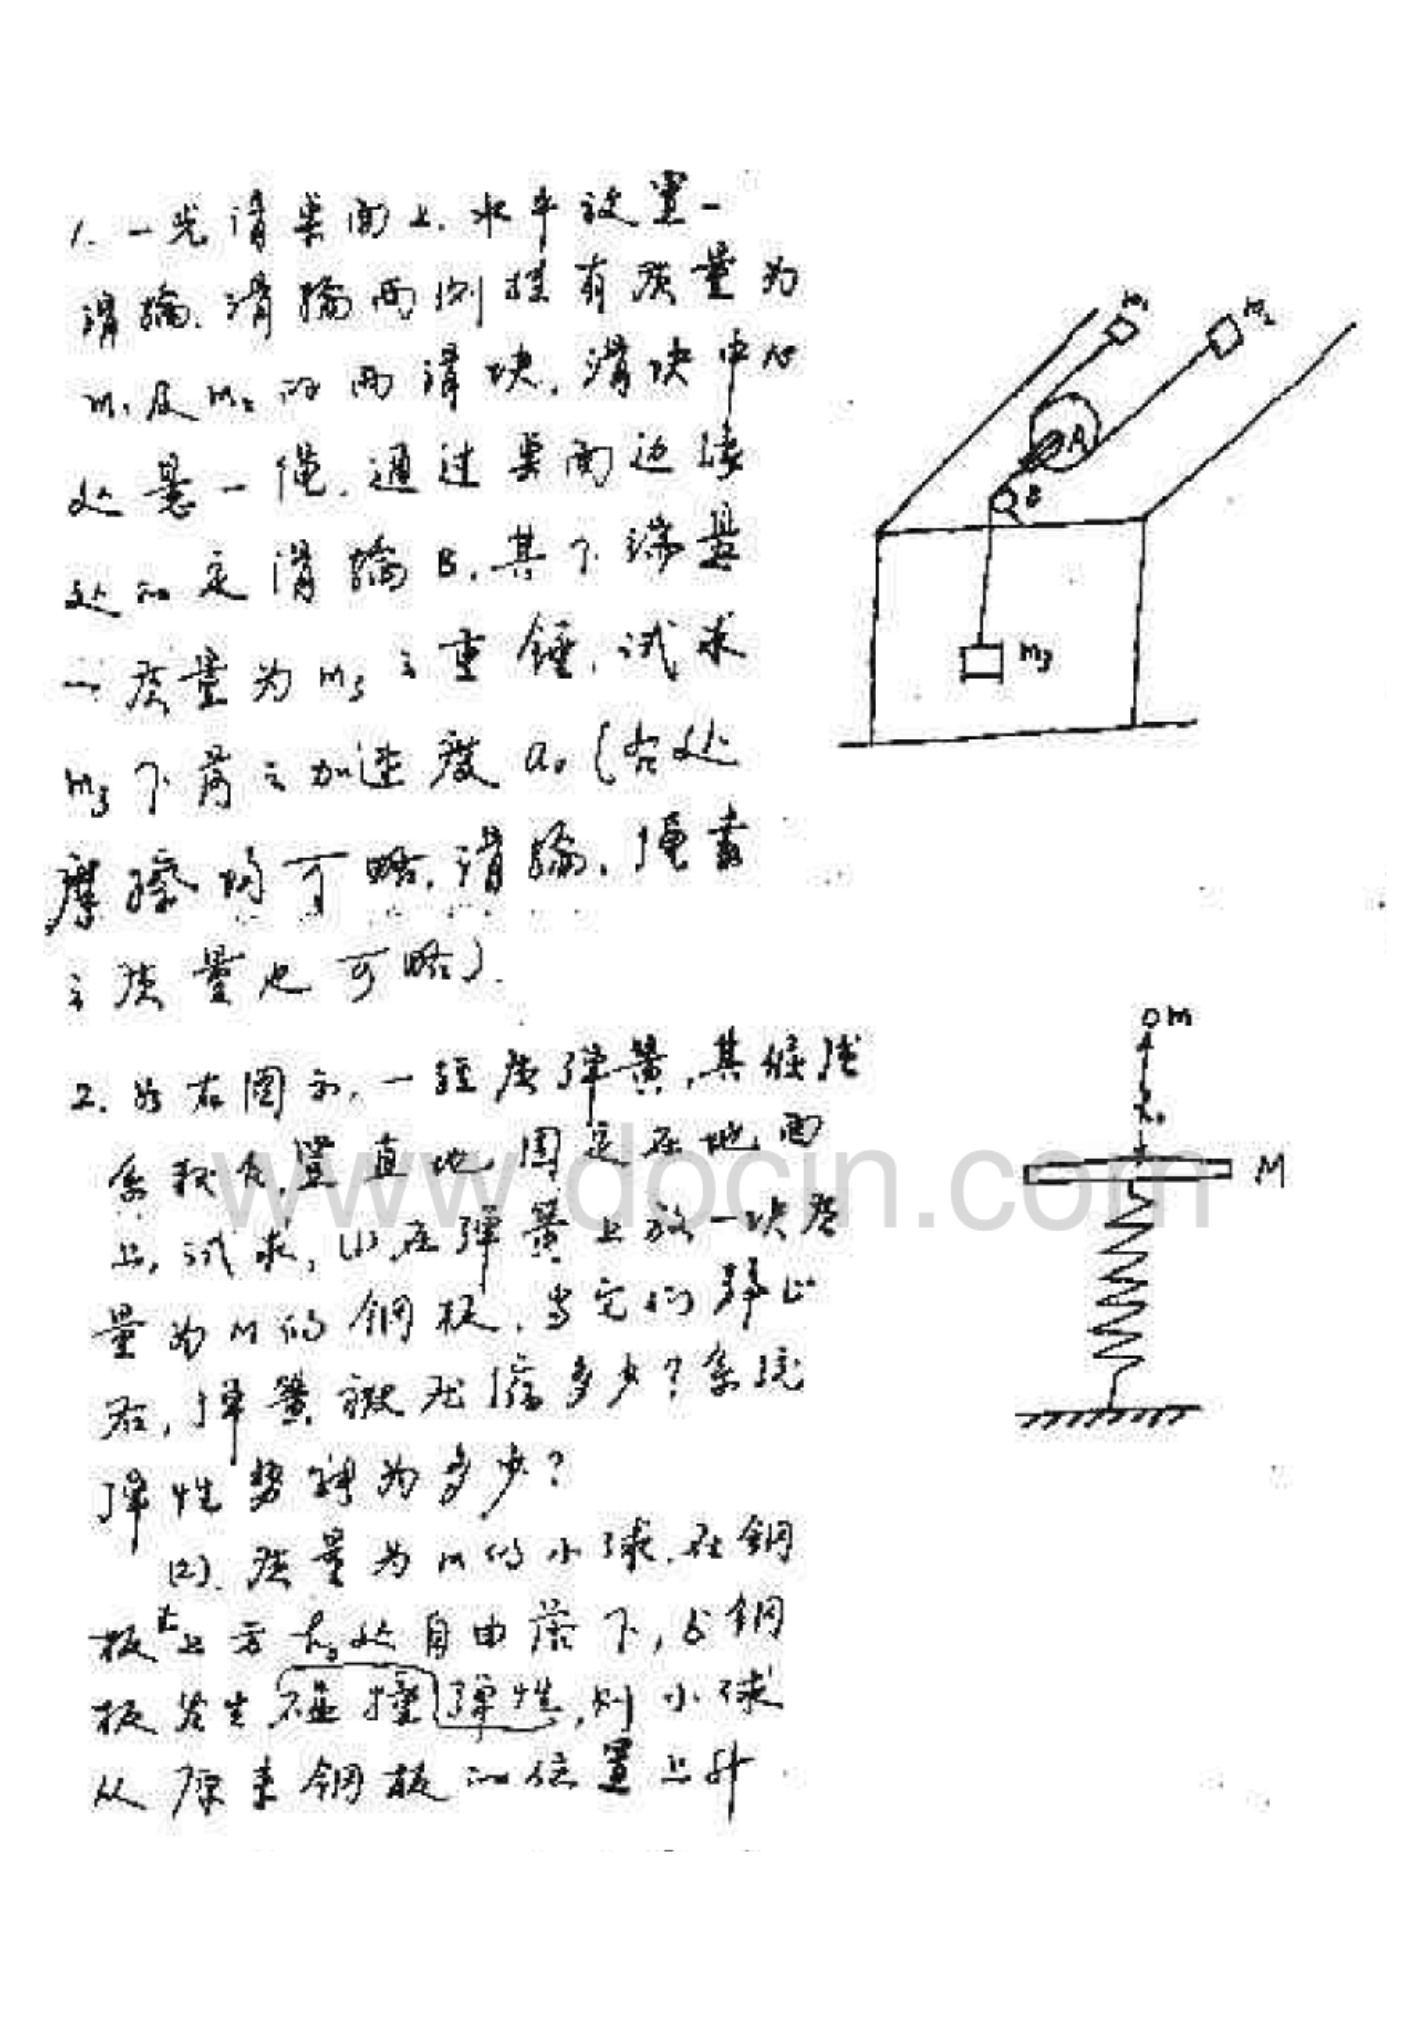 1. 一光滑桌面上,水平放置一
滑轮,滑轮两侧挂有质量为
m₁及m₂的两滑块,滑块中心
处悬一绳,通过桌面边缘
处的定滑轮B,其下端悬
一质量为m₃之重锤,试求
m₃下落之加速度a。(各处
摩擦均可略,滑轮、绳索
之质量也可略).
m₁
m₂
A
B
m₃
2. 如右图示,一轻质弹簧,其倔强
系数k,竖直地固定在地面
上,试求,(1)在弹簧上放一块质
量为M的钢板,当它们静止
后,弹簧被压缩多少?系统
弹性势能为多少?
(2). 质量为m的小球,在钢
板上方h₀处自由落下,与钢
板发生碰撞弹性,则小球
从原来钢板的位置上升
m
h₀
M
www.docin.com